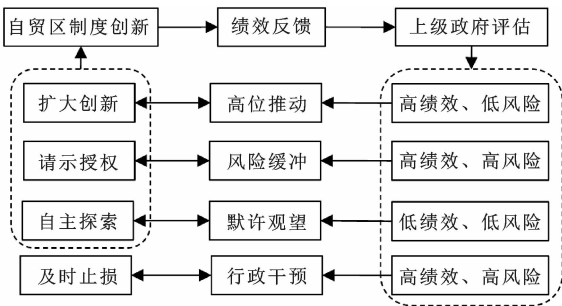 自贸区制度创新 绩效反馈 上级政府评估
扩大创新 高位推动 高绩效、低风险
请示授权 风险缓冲 高绩效、高风险
自主探索 默许观望 低绩效、低风险
及时止损 行政干预 高绩效、高风险